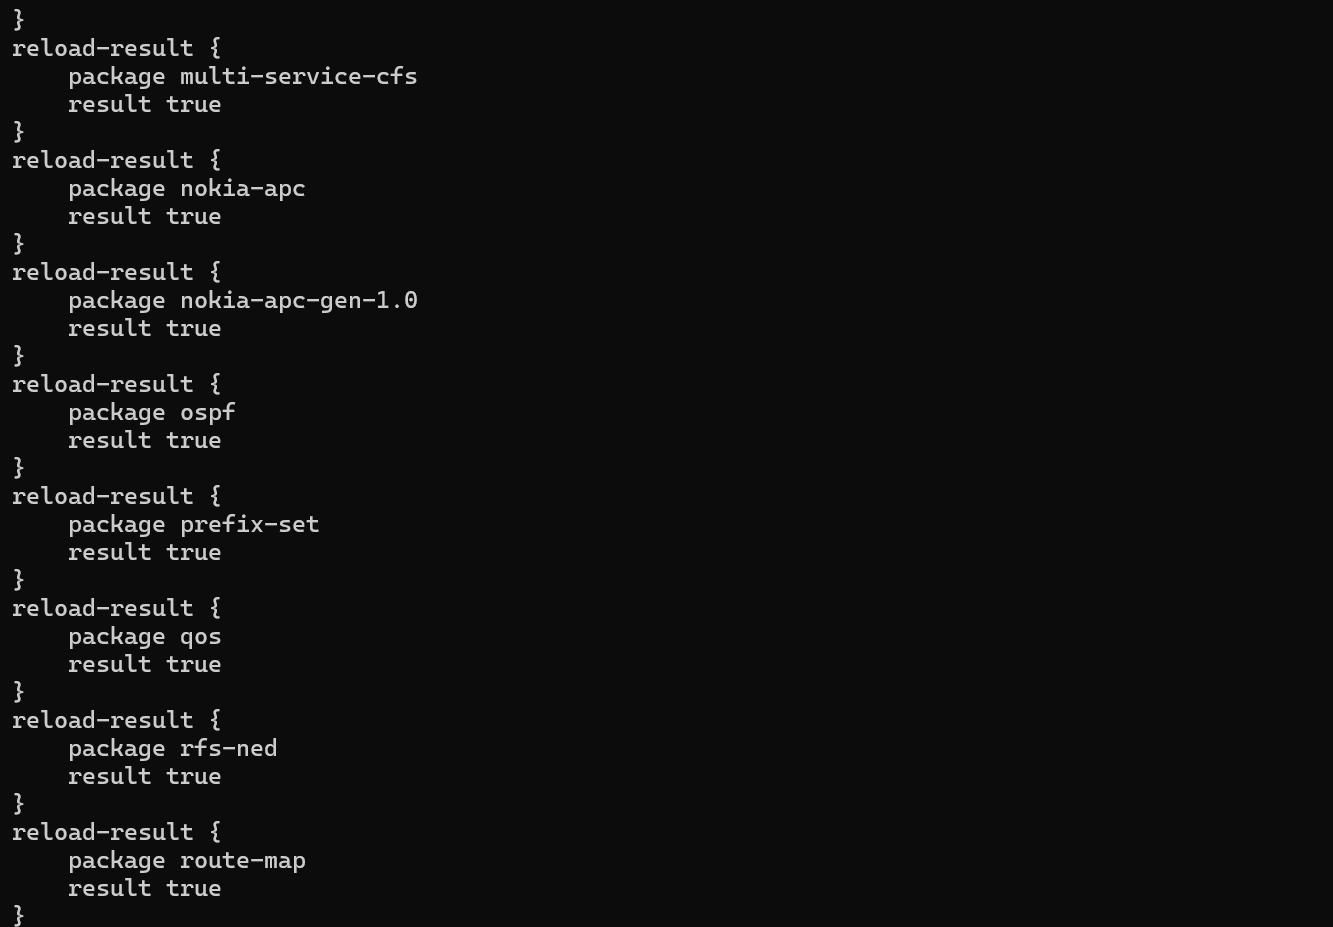 }
reload-result {
    package multi-service-cfs
    result true
}
reload-result {
    package nokia-apc
    result true
}
reload-result {
    package nokia-apc-gen-1.0
    result true
}
reload-result {
    package ospf
    result true
}
reload-result {
    package prefix-set
    result true
}
reload-result {
    package qos
    result true
}
reload-result {
    package rfs-ned
    result true
}
reload-result {
    package route-map
    result true
}